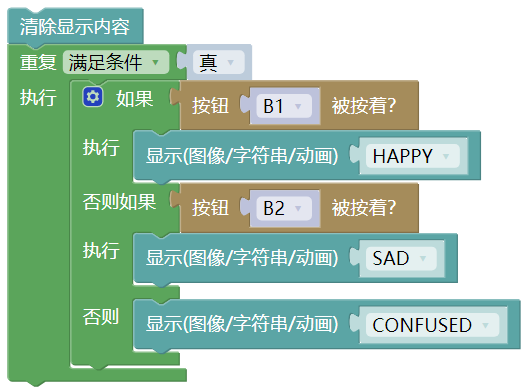 清除显示内容
重复 满足条件 真
执行 如果 按钮 B1 被按着?
执行 显示(图像/字符串/动画) HAPPY
否则如果 按钮 B2 被按着?
执行 显示(图像/字符串/动画) SAD
否则 显示(图像/字符串/动画) CONFUSED